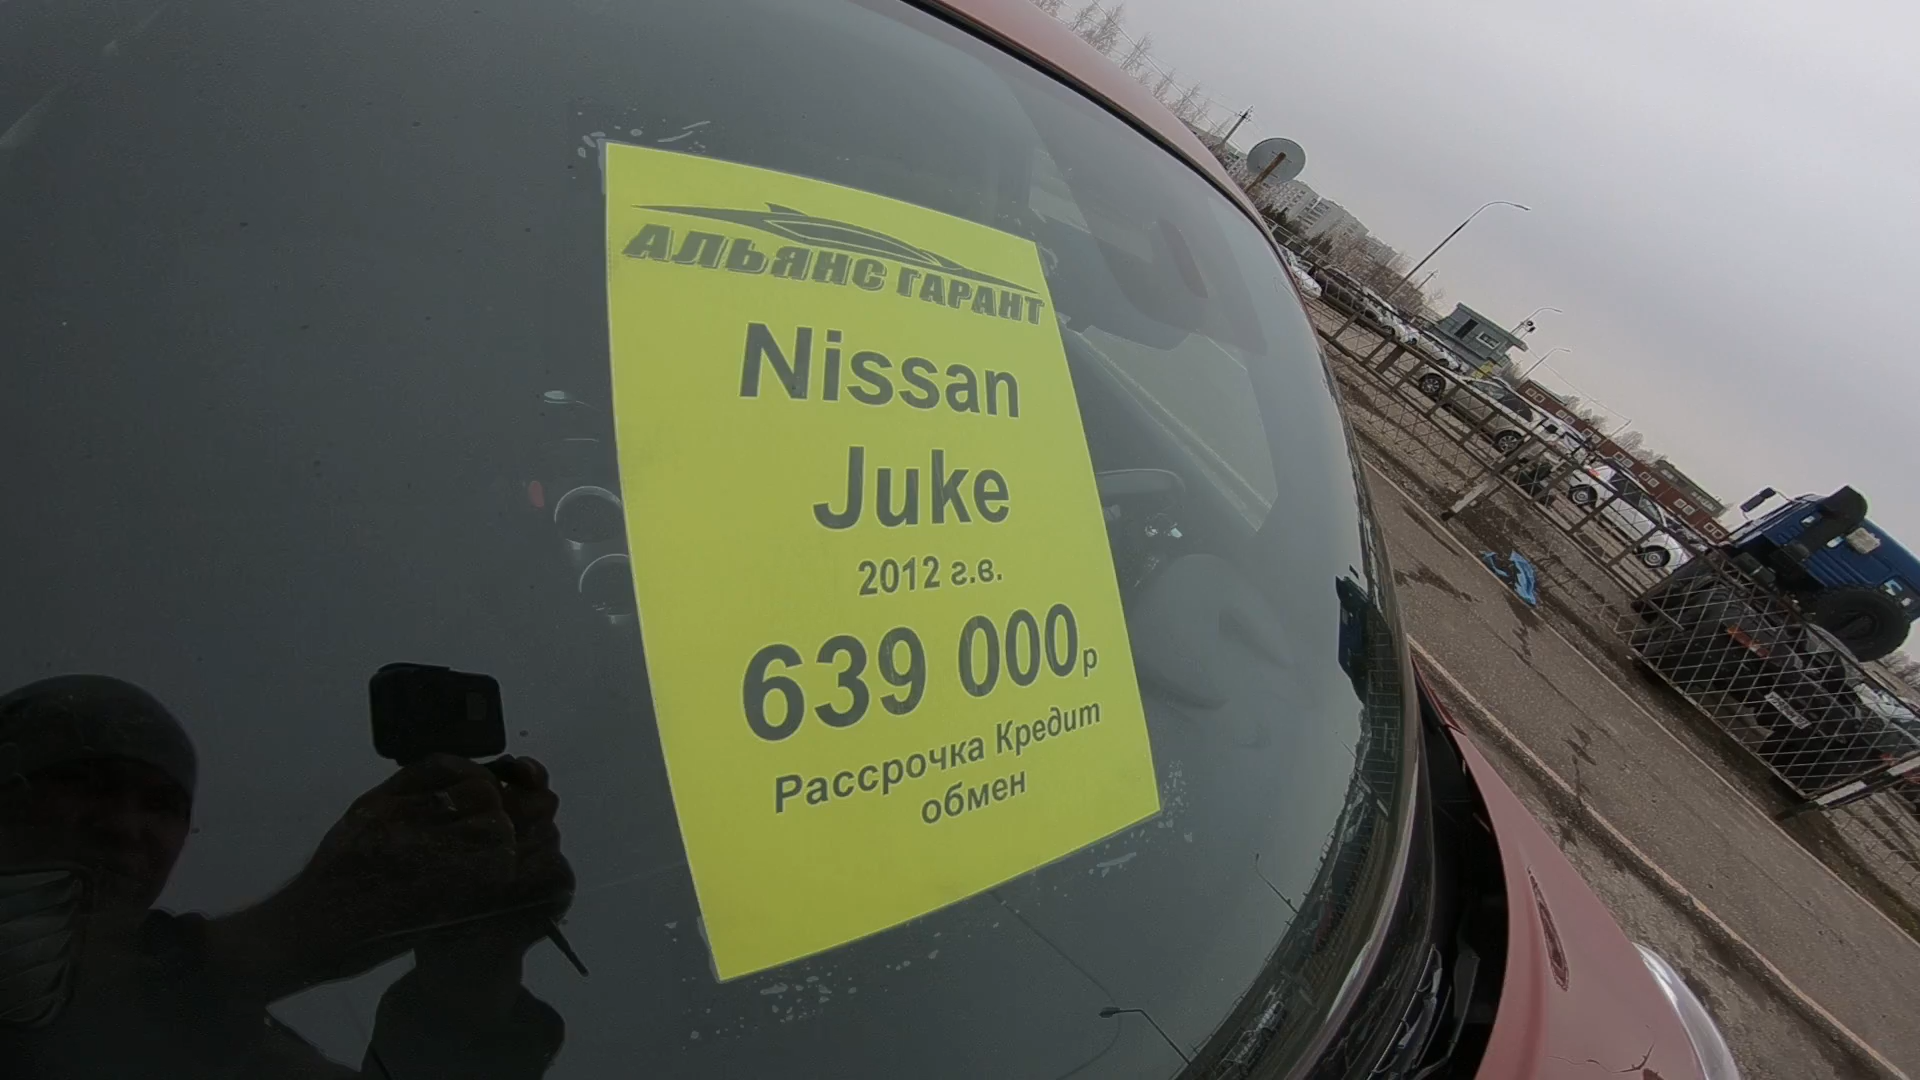 АЛЬЯНС ГАРАНТ
Nissan
Juke
2012 г.в.
639 000р
Рассрочка Кредит
обмен